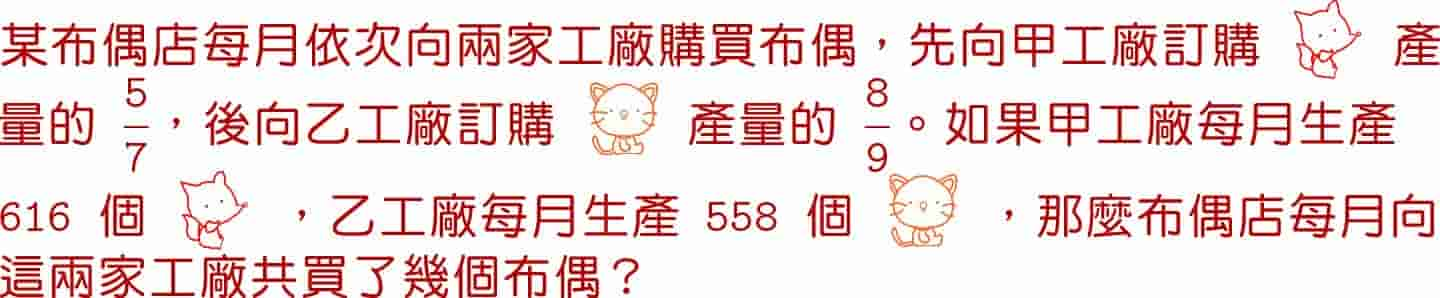 某布偶店每月依次向兩家工廠購買布偶，先向甲工廠訂購 產
量的 5/7，後向乙工廠訂購 產量的 8/9。如果甲工廠每月生產
616 個 ，乙工廠每月生產 558 個 ，那麼布偶店每月向
這兩家工廠共買了幾個布偶？